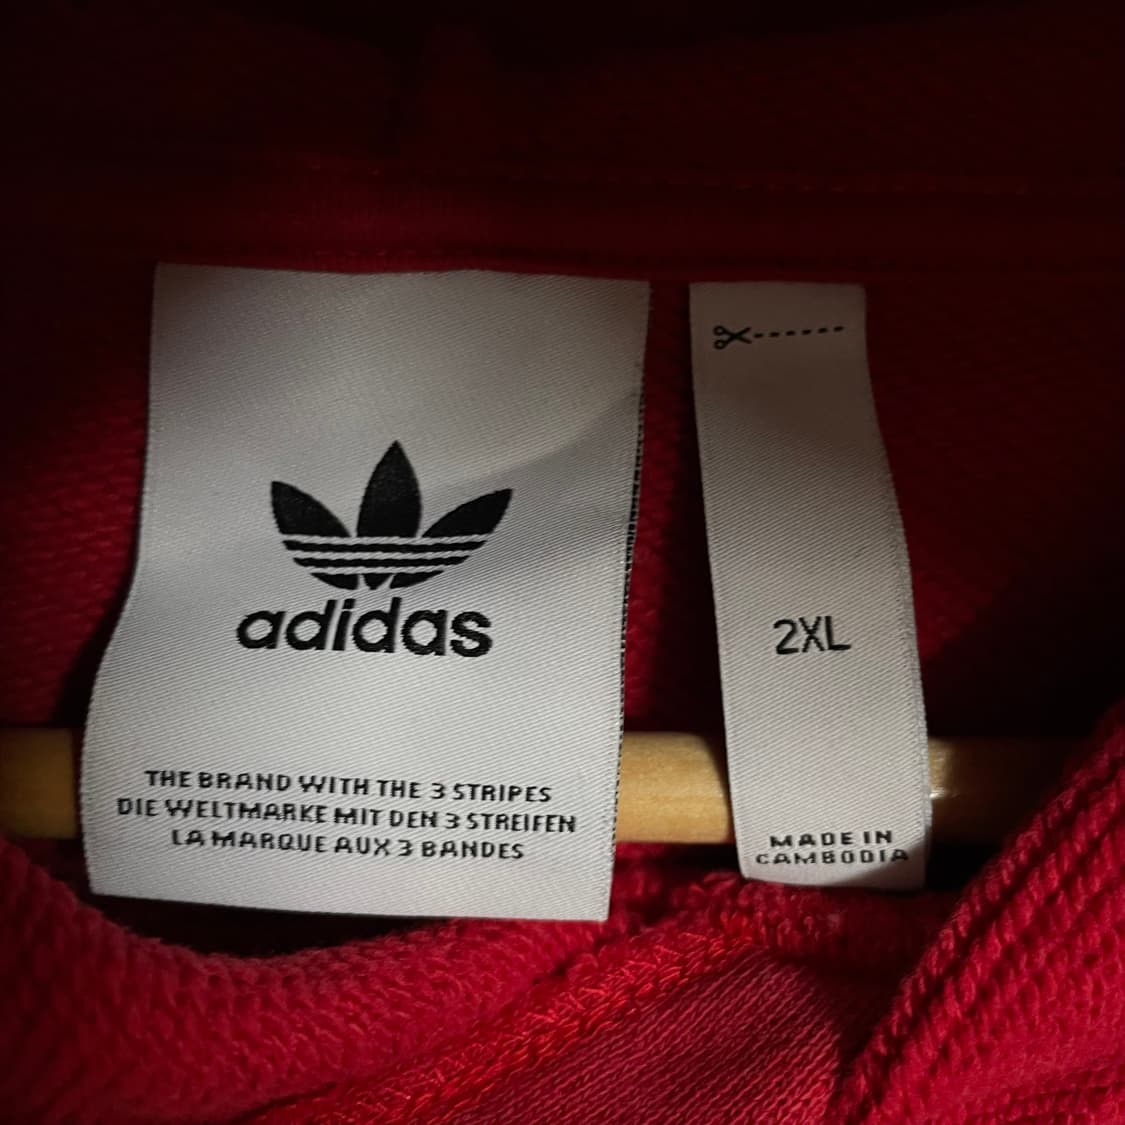 adidas
THE BRAND WITH THE 3 STRIPES
DIE WELTMARKE MIT DEN 3 STREIFEN
LA MARQUE AUX 3 BANDES
2XL
MADE IN
CAMBODIA